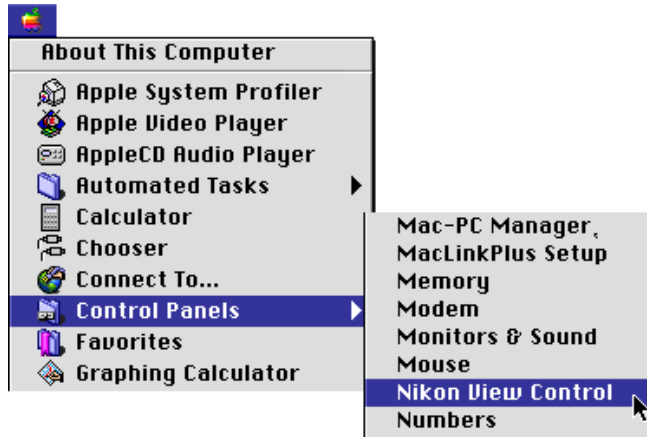 About This Computer
Apple System Profiler
Apple Video Player
AppleCD Audio Player
Automated Tasks
Calculator
Chooser
Connect To...
Control Panels
Favorites
Graphing Calculator
Mac-PC Manager
MacLinkPlus Setup
Memory
Modem
Monitors & Sound
Mouse
Nikon View Control
Numbers